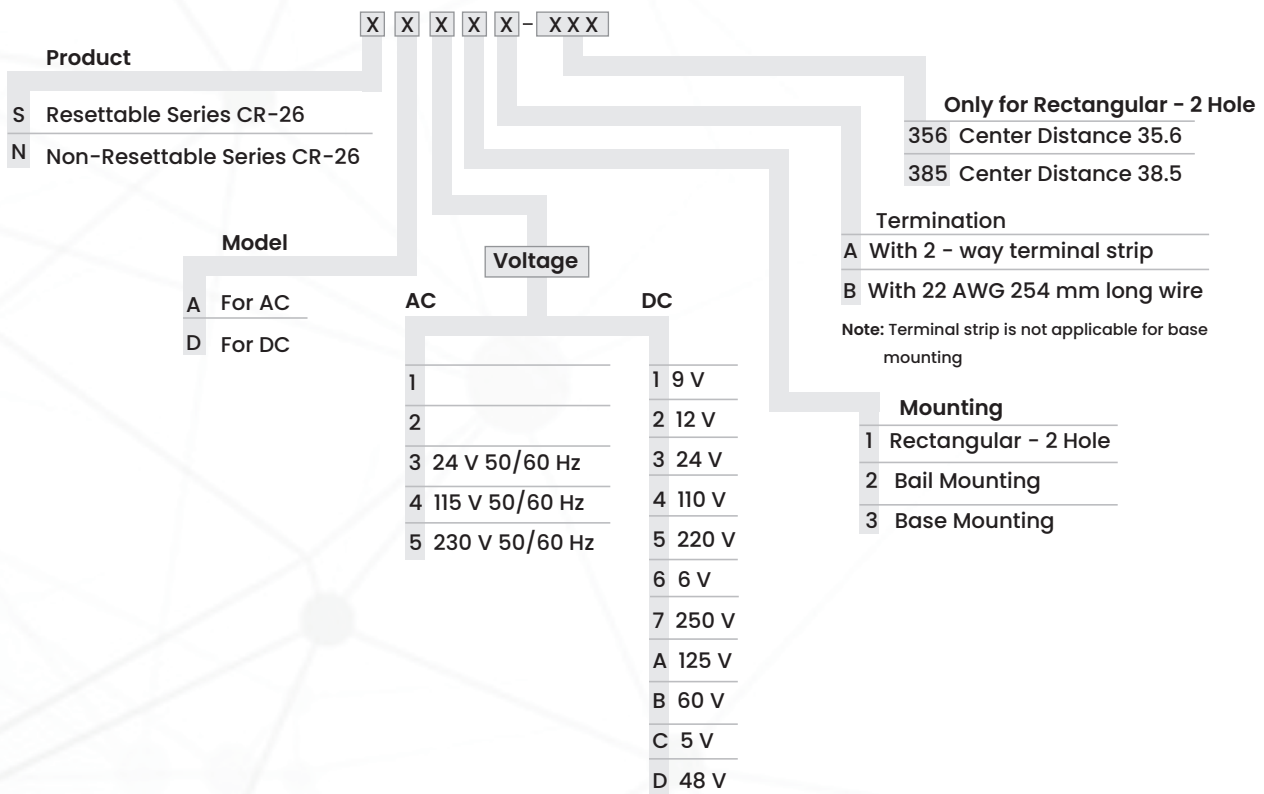 X X X X X - X X X
Product
S Resettable Series CR-26
N Non-Resettable Series CR-26
Model
A For AC
D For DC
Voltage
AC
1
2
3 24 V 50/60 Hz
4 115 V 50/60 Hz
5 230 V 50/60 Hz
DC
1 9 V
2 12 V
3 24 V
4 110 V
5 220 V
6 6 V
7 250 V
A 125 V
B 60 V
C 5 V
D 48 V
Mounting
1 Rectangular - 2 Hole
2 Bail Mounting
3 Base Mounting
Termination
A With 2 - way terminal strip
B With 22 AWG 254 mm long wire
Note: Terminal strip is not applicable for base
mounting
Only for Rectangular - 2 Hole
356 Center Distance 35.6
385 Center Distance 38.5